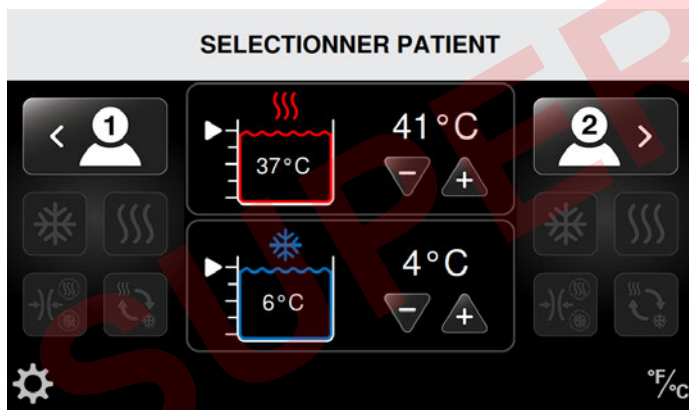 SELECTIONNER PATIENT
1
2
41°C
37°C
4°C
6°C
°F/°C
SUPER